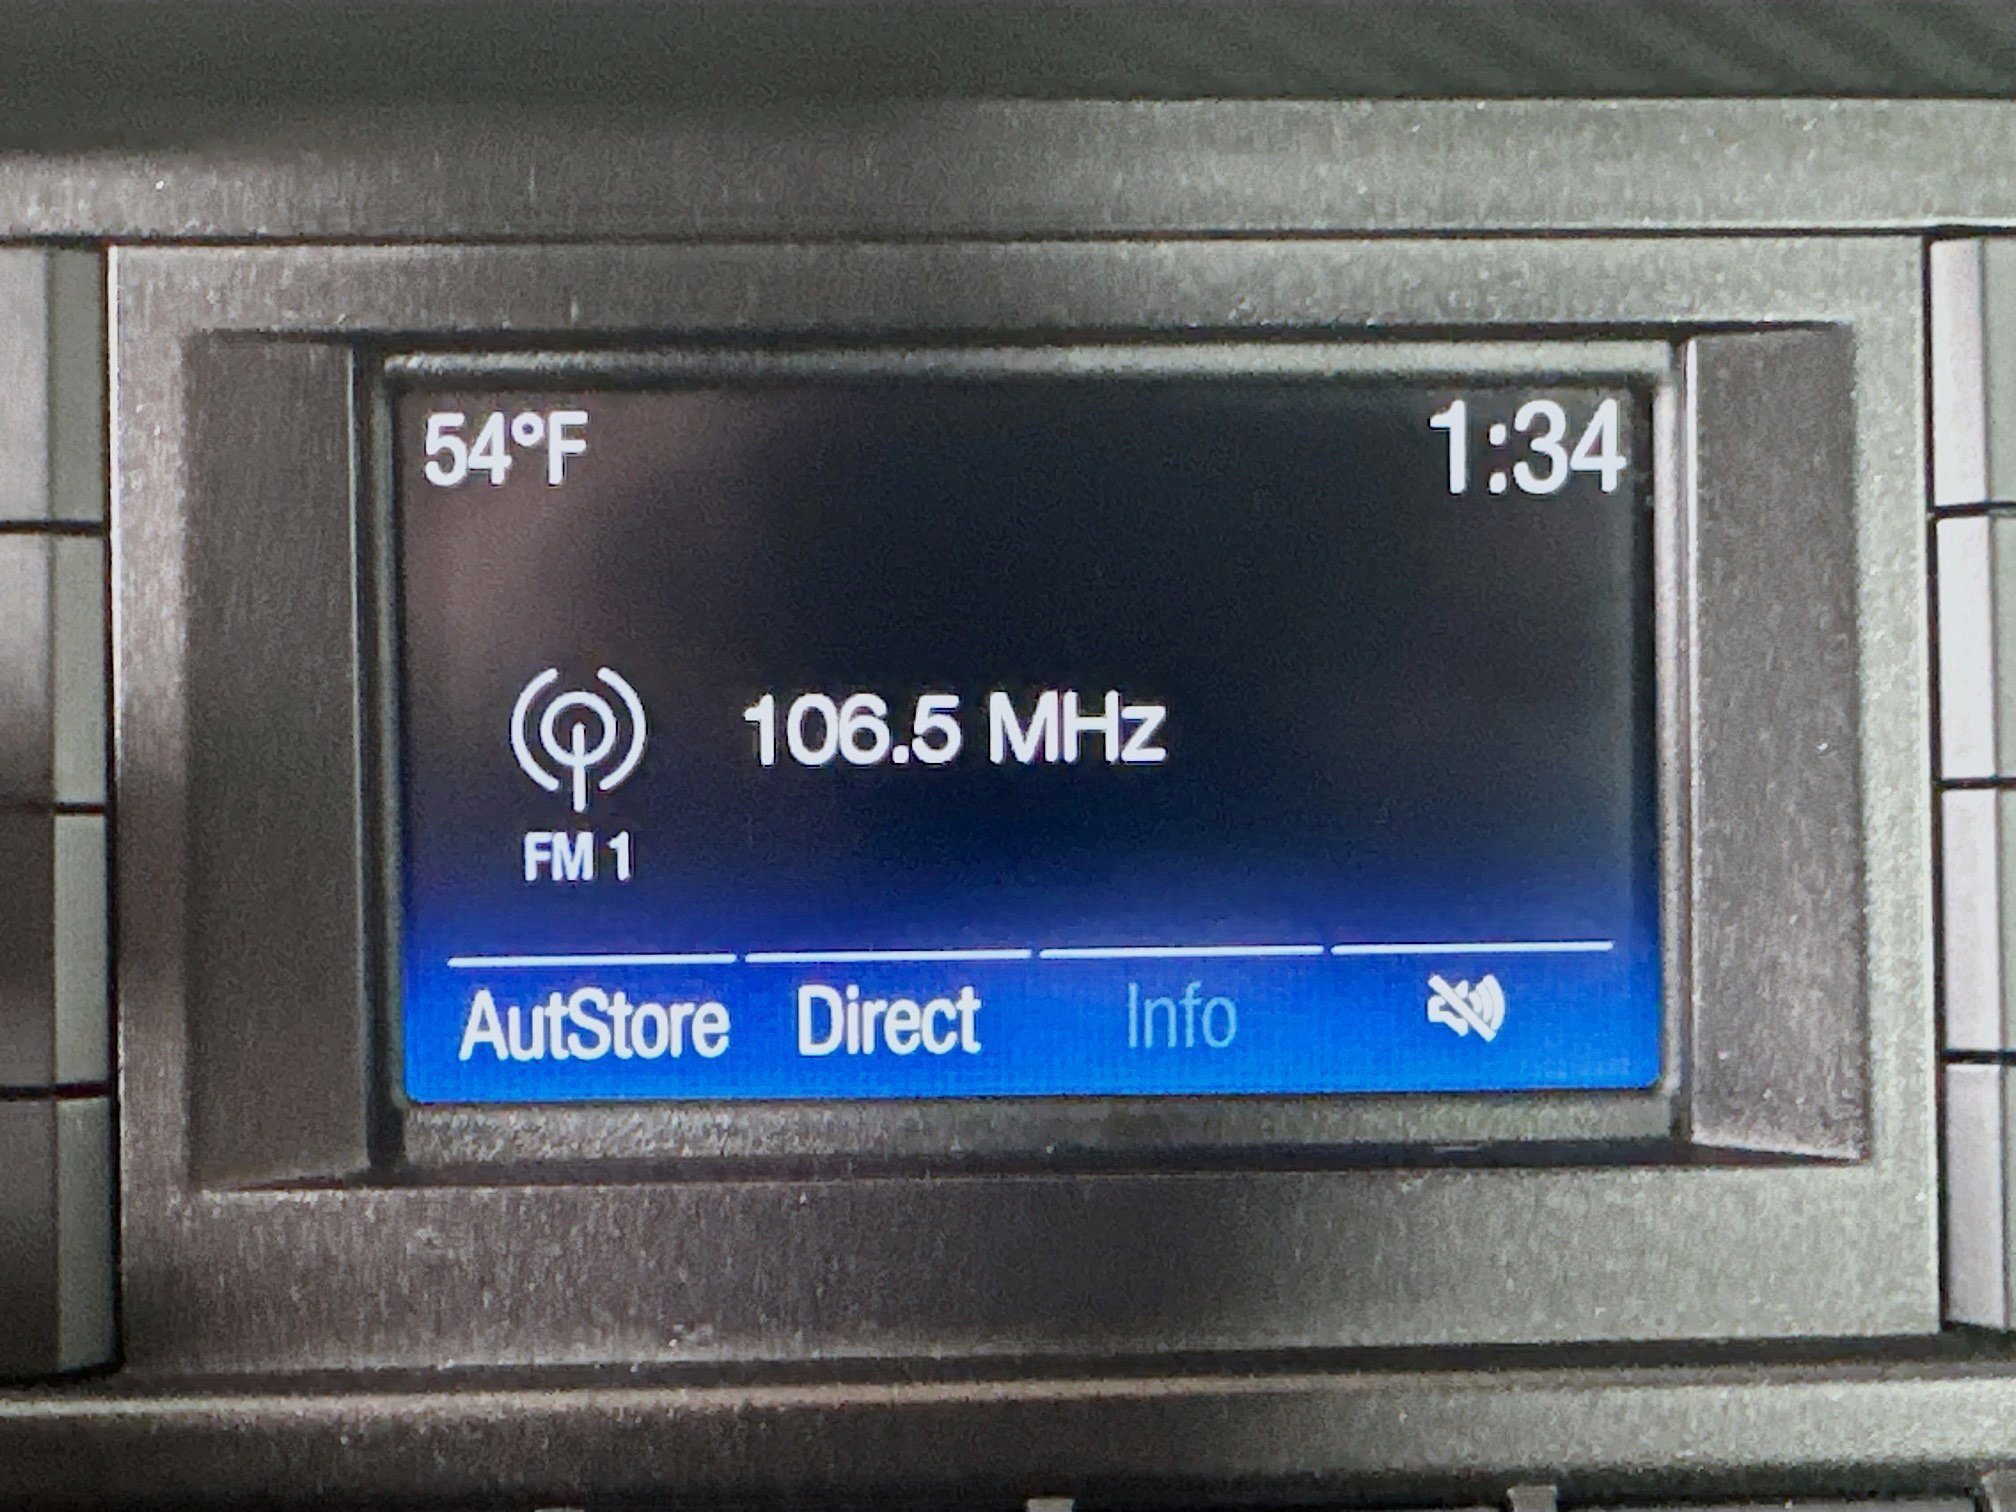 54°F 1:34
106.5 MHz
FM 1
AutStore Direct Info